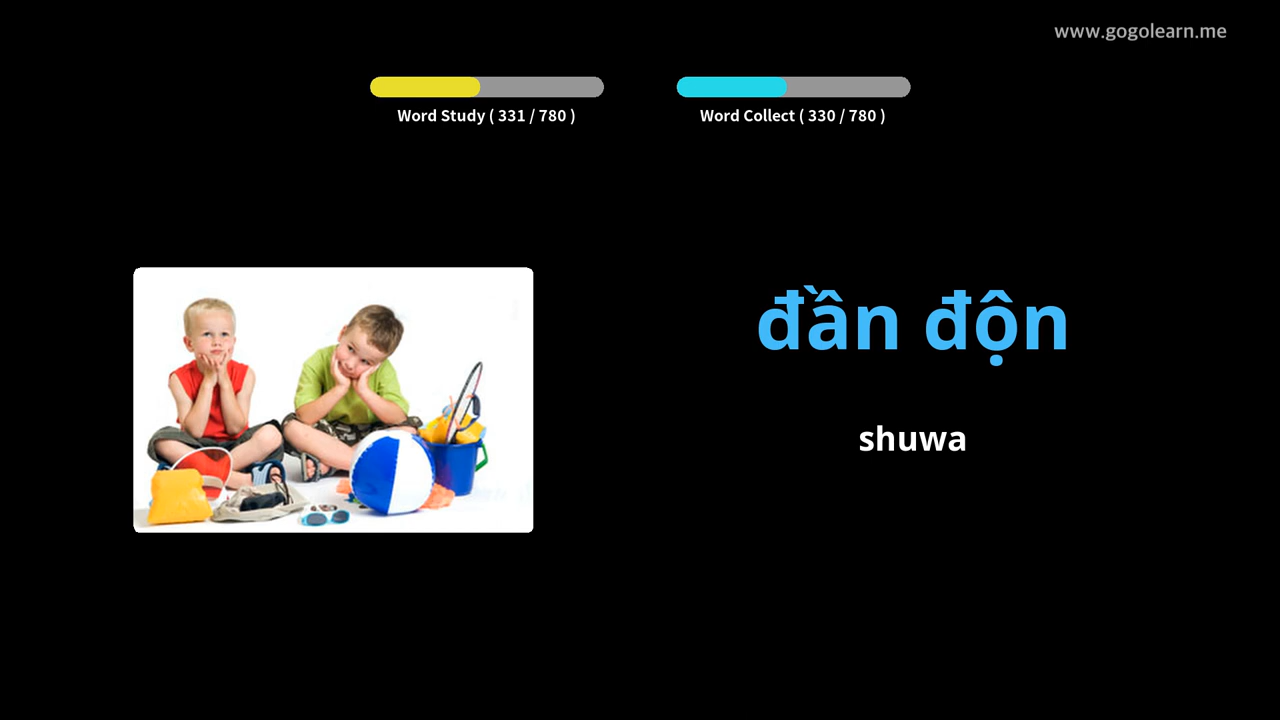 www.gogolearn.me
Word Study ( 331 / 780 )
Word Collect ( 330 / 780 )
đần độn
shuwa